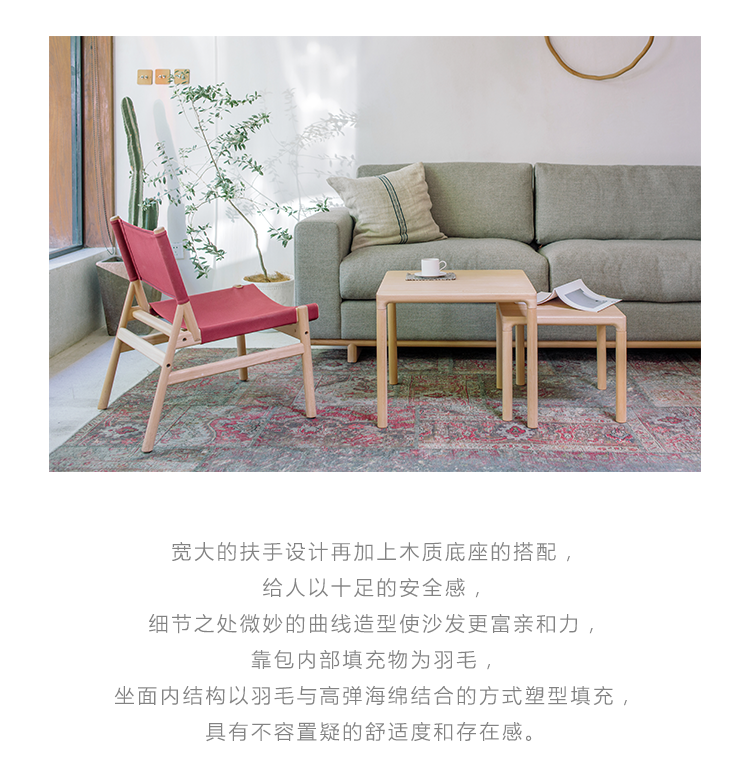 宽大的扶手设计再加上木质底座的搭配，
给人以十足的安全感，
细节之处微妙的曲线造型使沙发更富亲和力，
靠包内部填充物为羽毛，
坐面内结构以羽毛与高弹海绵结合的方式塑型填充，
具有不容置疑的舒适度和存在感。